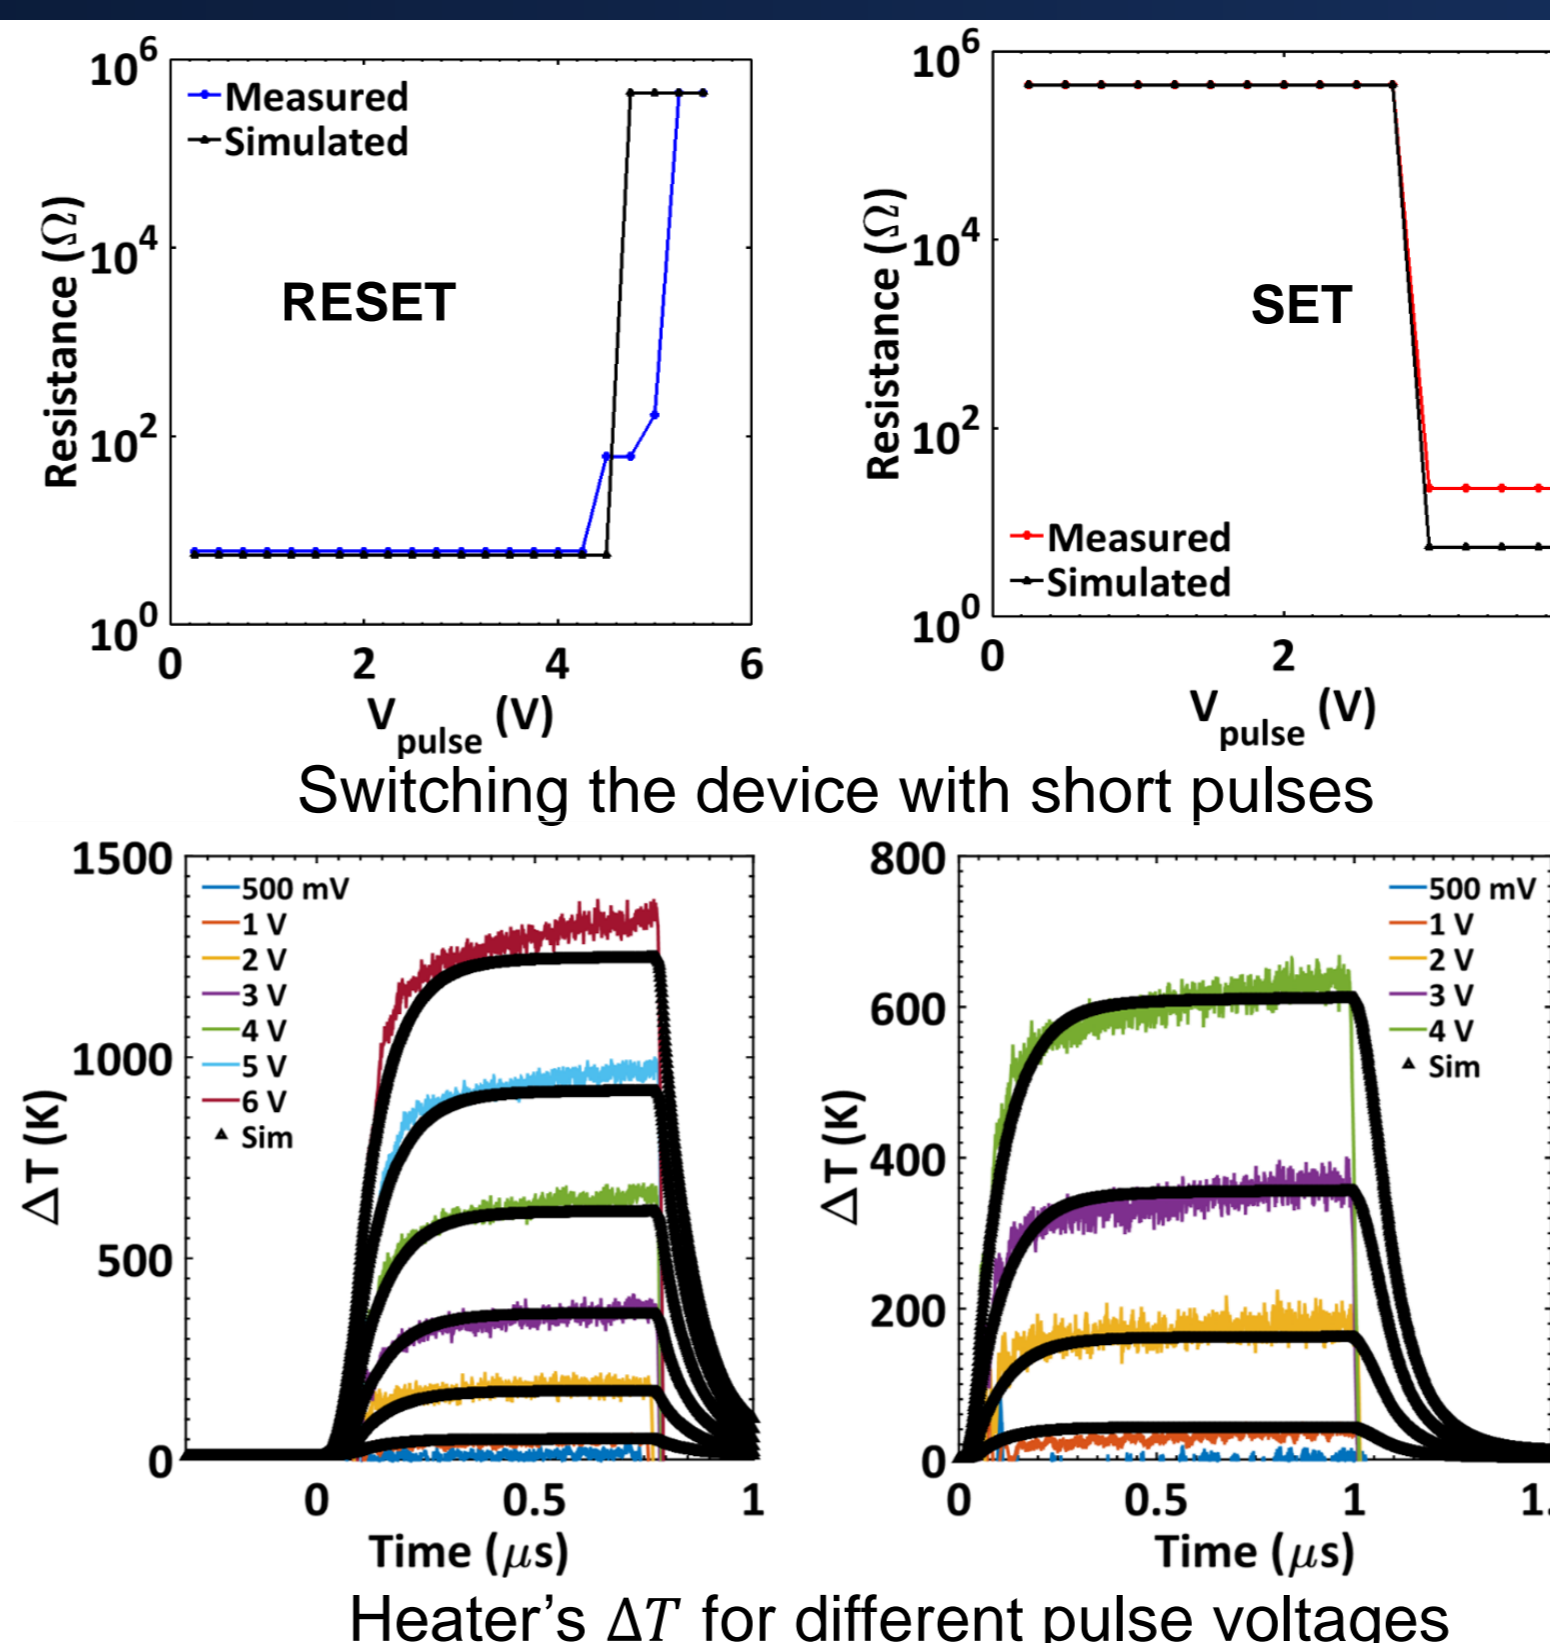 10^6
Measured
Simulated
10^4
RESET
10^2
10^0
0 2 4 6
Resistance (Ω)
V_pulse (V)
10^6
10^4
SET
10^2
Measured
Simulated
10^0
0 2
Resistance (Ω)
V_pulse (V)
Switching the device with short pulses
1500
500 mV
1 V
2 V
3 V
4 V
5 V
6 V
Sim
1000
500
0
0 0.5 1
△T (K)
Time (μs)
800
500 mV
1 V
2 V
3 V
4 V
Sim
600
400
200
0
0 0.5 1 1.
△T (K)
Time (μs)
Heater's ΔT for different pulse voltages